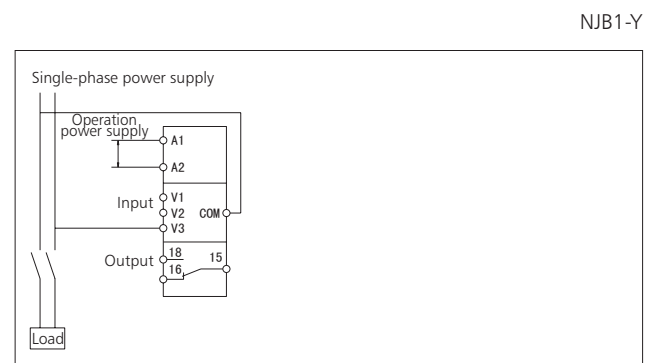 NJB1-Y
Single-phase power supply
Operation
power supply
A1
A2
Input
V1
V2
COM
V3
Output
18
15
16
Load